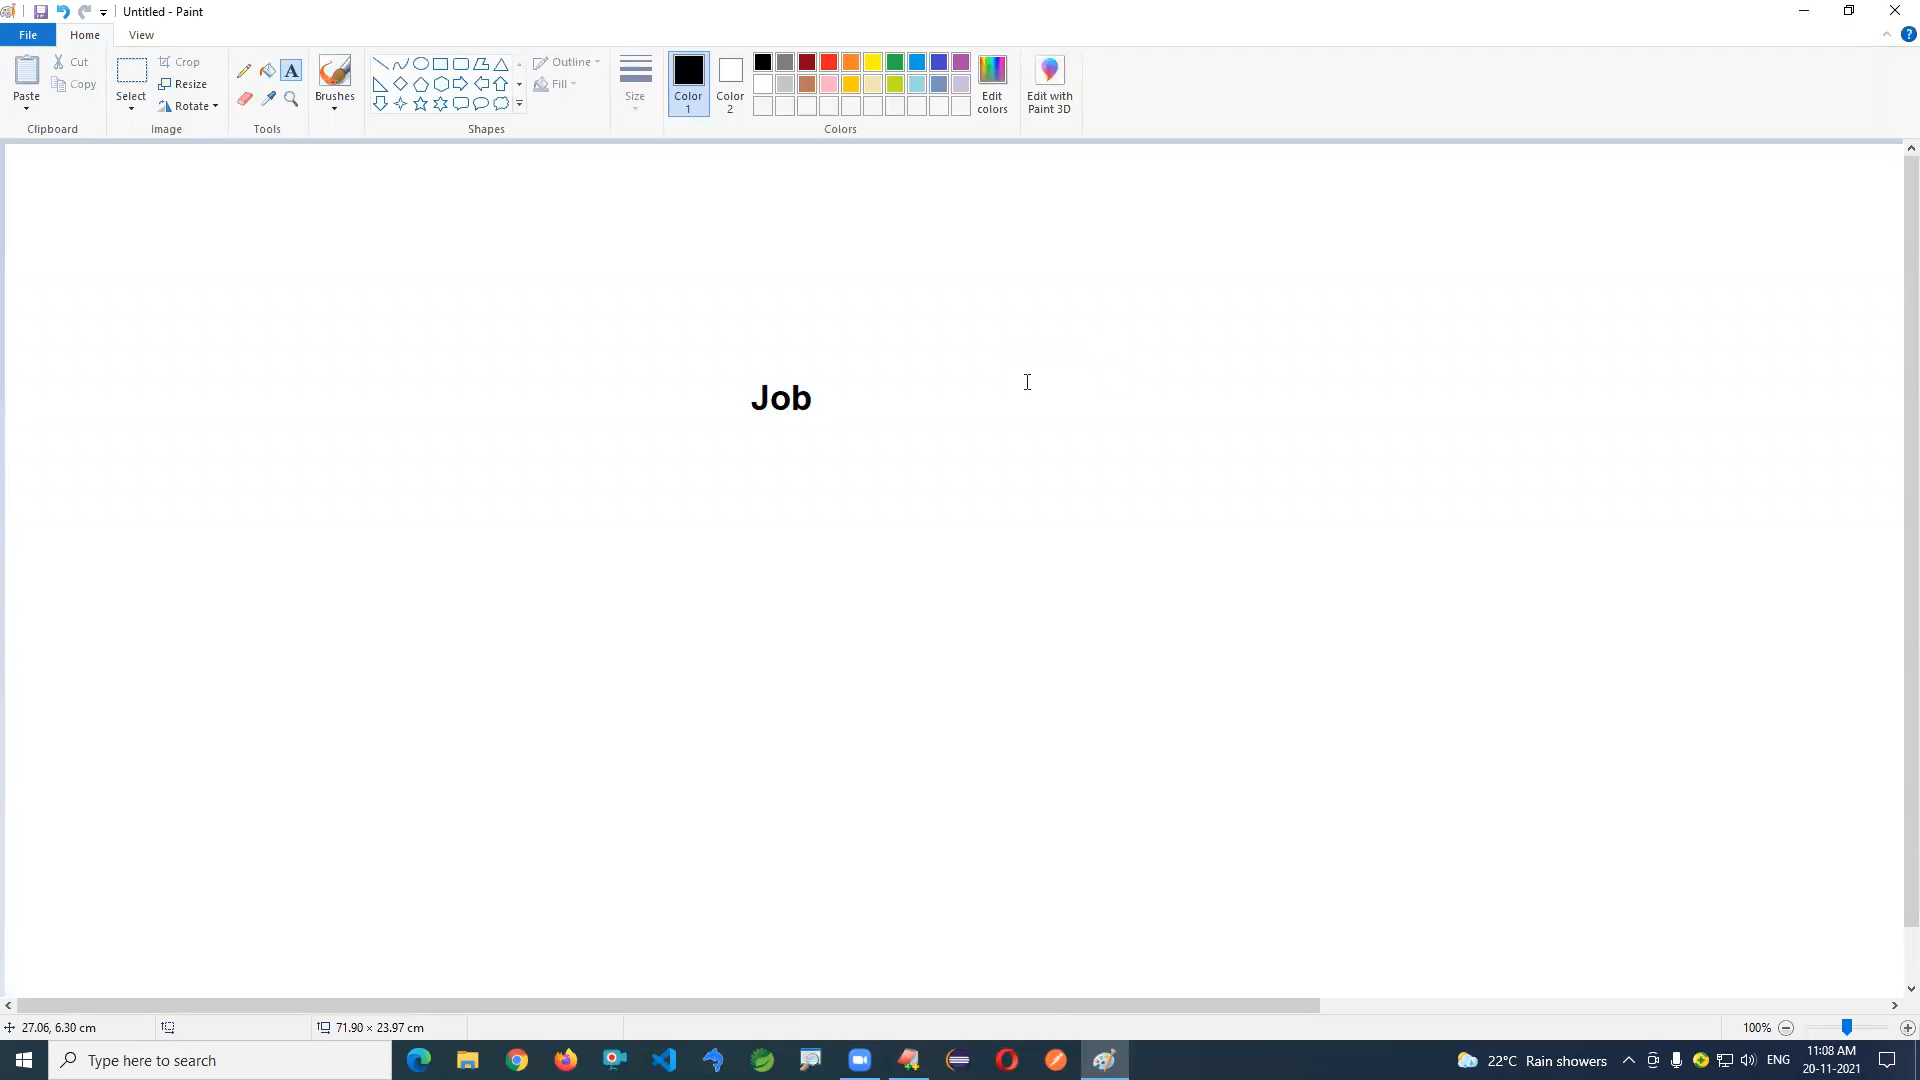 Untitled - Paint
File Home View
Cut
Copy
Paste
Clipboard
Crop
Resize
Rotate
Select
Image
A
Tools
Brushes
Outline
Fill
Shapes
Size
Color 1
Color 2
Edit colors
Colors
Edit with Paint 3D
Job
27.06, 6.30 cm
71.90 × 23.97 cm
100%
Type here to search
22°C Rain showers
ENG
11:08 AM
20-11-2021